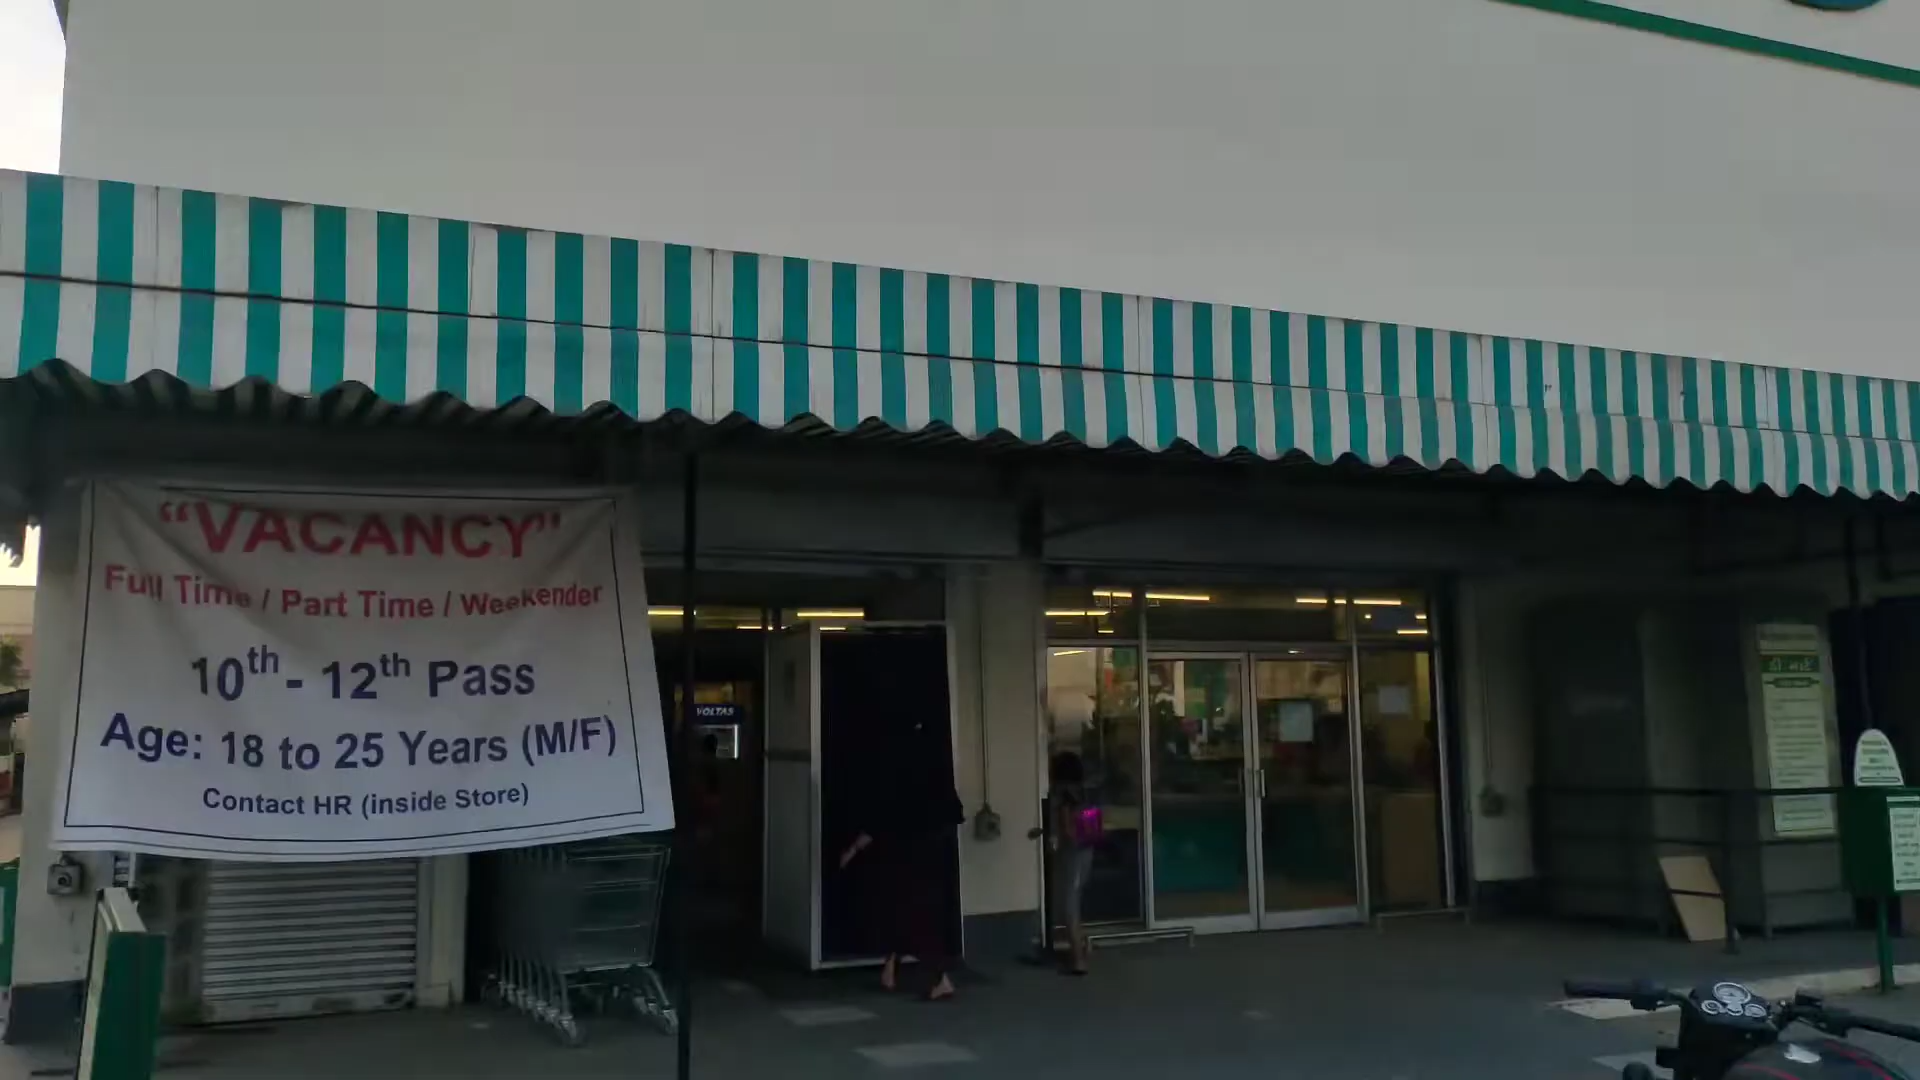 “VACANCY”
Full Time / Part Time / Weekender
10th - 12th Pass
Age: 18 to 25 Years (M/F)
Contact HR (inside Store)
VOLTAS